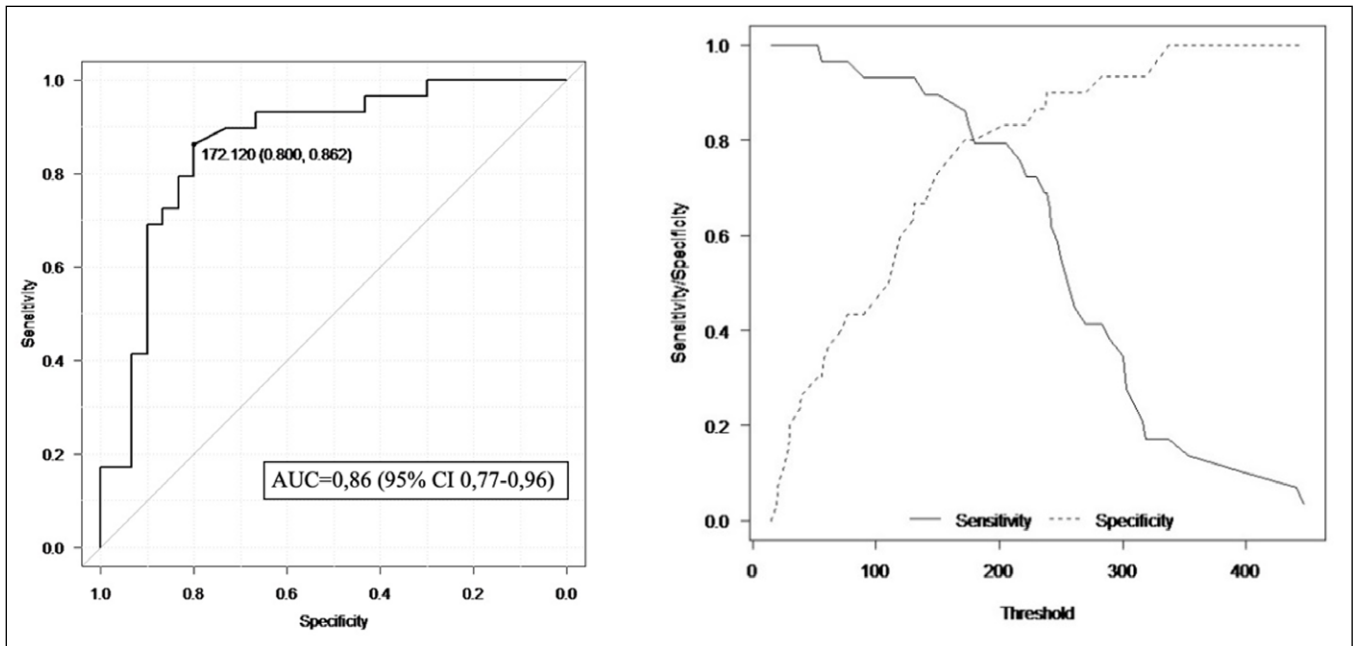 1.0
0.8
0.6
0.4
0.2
0.0
Sensitivity
172.120 (0.800, 0.862)
AUC=0,86 (95% CI 0,77-0,96)
1.0 0.8 0.6 0.4 0.2 0.0
Specificity
1.0
0.8
0.6
0.4
0.2
0.0
Sensitivity/Specificity
Sensitivity Specificity
0 100 200 300 400
Threshold